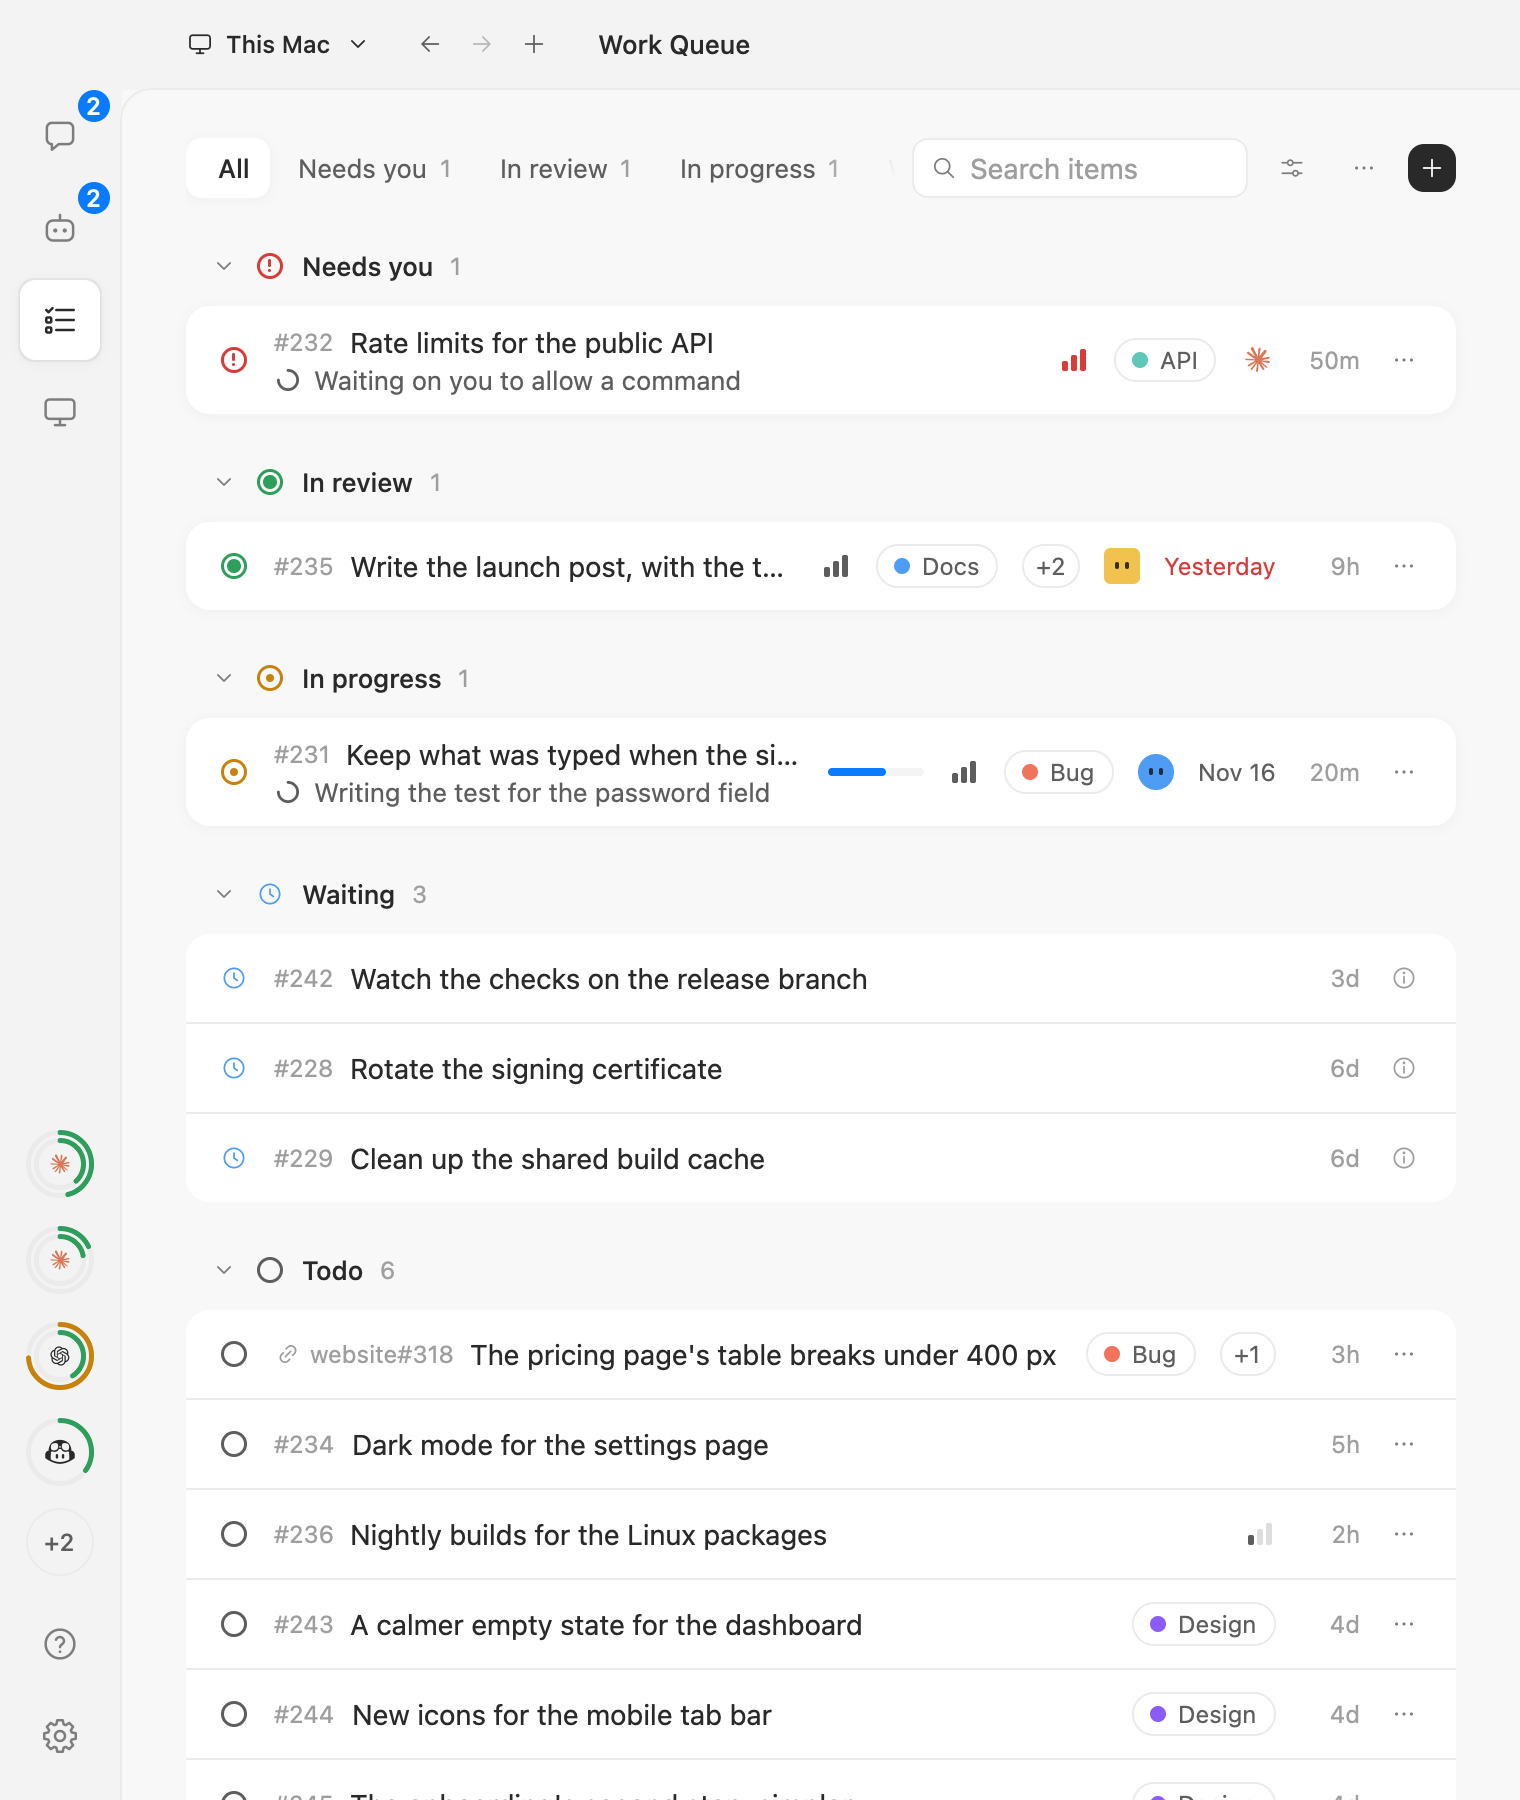 This Mac
Work Queue
2
2
All
Needs you 1
In review 1
In progress 1
Search items
Needs you 1
#232 Rate limits for the public API
Waiting on you to allow a command
API
50m
In review 1
#235 Write the launch post, with the t...
Docs
+2
Yesterday
9h
In progress 1
#231 Keep what was typed when the si...
Writing the test for the password field
Bug
Nov 16
20m
Waiting 3
#242 Watch the checks on the release branch
3d
#228 Rotate the signing certificate
6d
#229 Clean up the shared build cache
6d
Todo 6
website#318 The pricing page's table breaks under 400 px
Bug
+1
3h
#234 Dark mode for the settings page
5h
#236 Nightly builds for the Linux packages
2h
#243 A calmer empty state for the dashboard
Design
4d
#244 New icons for the mobile tab bar
Design
4d
+2